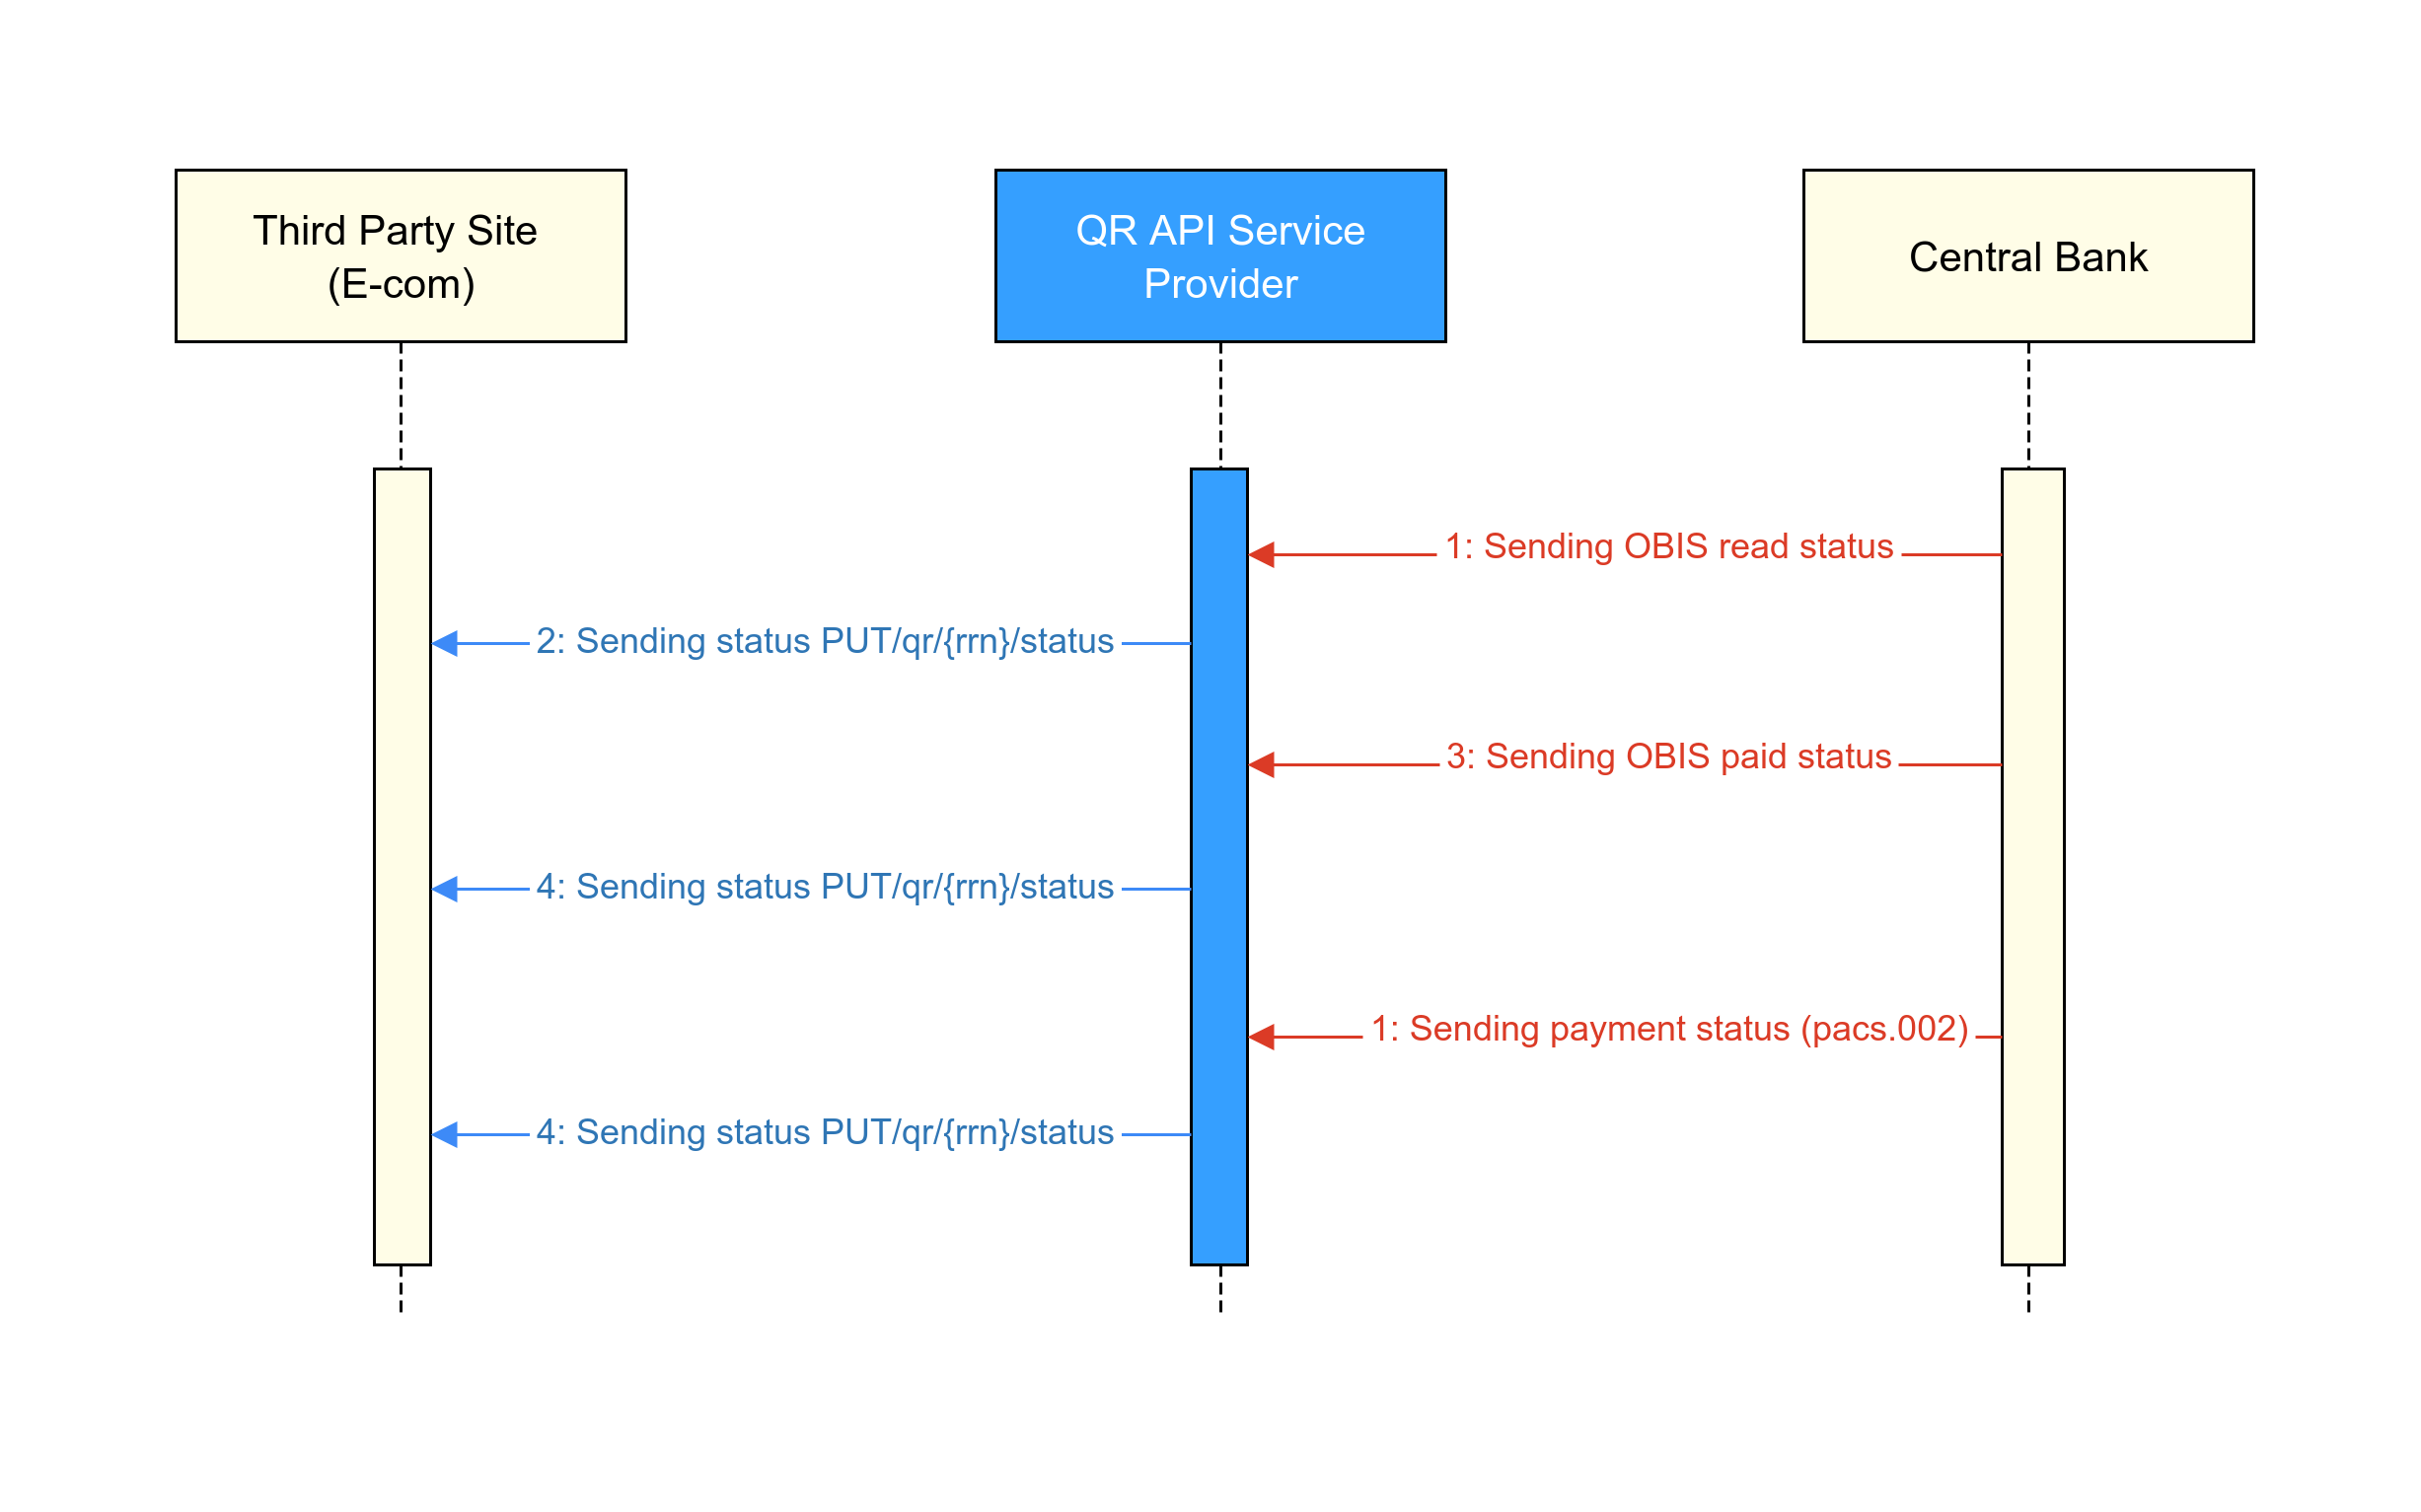 Third Party Site
(E-com)
QR API Service
Provider
Central Bank
1: Sending OBIS read status
2: Sending status PUT/qr/{rrn}/status
3: Sending OBIS paid status
4: Sending status PUT/qr/{rrn}/status
1: Sending payment status (pacs.002)
4: Sending status PUT/qr/{rrn}/status